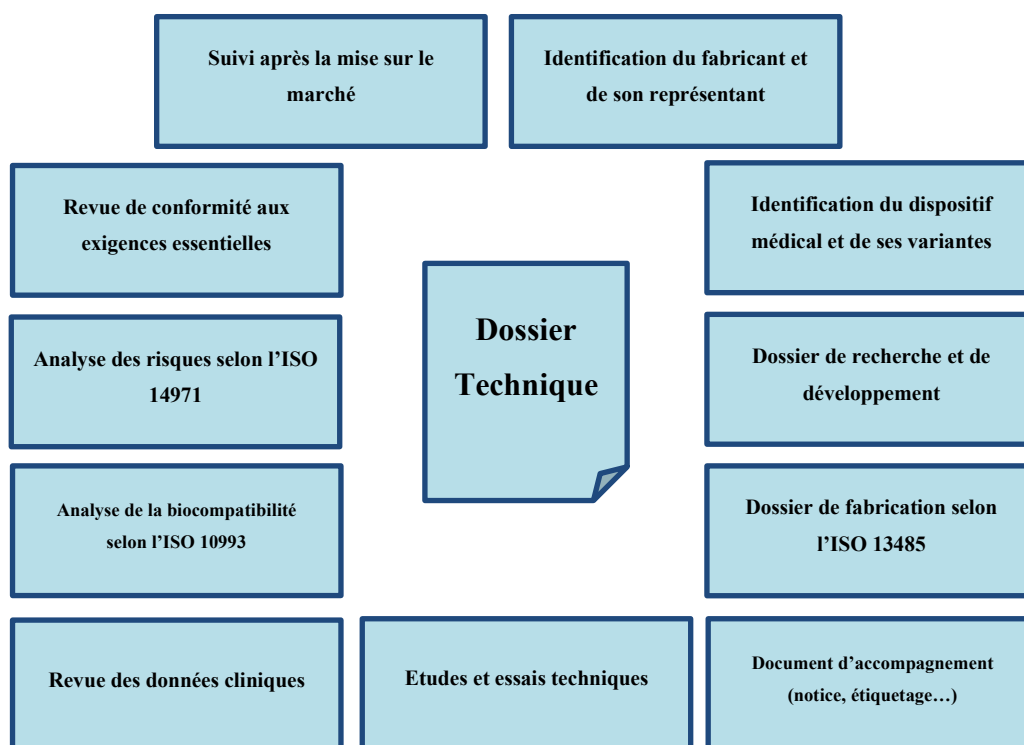 Suivi après la mise sur le
marché
Identification du fabricant et
de son représentant
Revue de conformité aux
exigences essentielles
Identification du dispositif
médical et de ses variantes
Dossier
Technique
Analyse des risques selon l’ISO
14971
Dossier de recherche et de
développement
Analyse de la biocompatibilité
selon l’ISO 10993
Dossier de fabrication selon
l’ISO 13485
Revue des données cliniques
Etudes et essais techniques
Document d’accompagnement
(notice, étiquetage…)